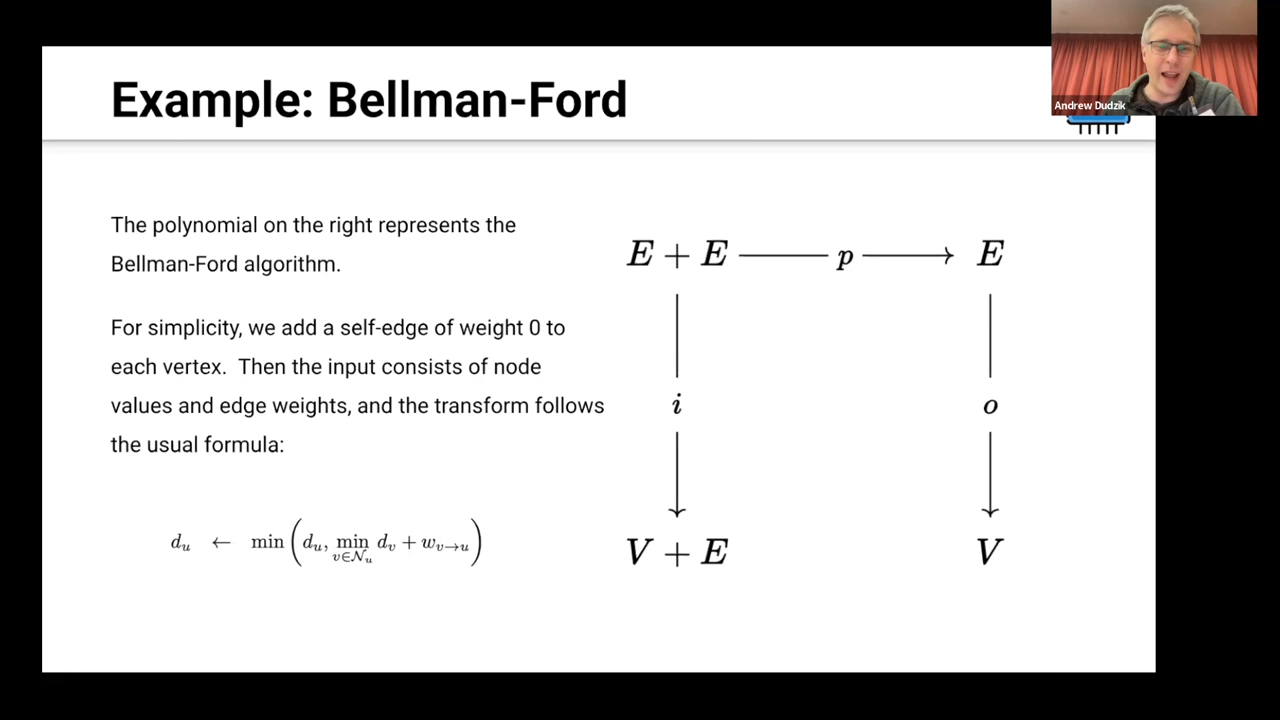 Example: Bellman-Ford
Andrew Dudzik
The polynomial on the right represents the
Bellman-Ford algorithm.
For simplicity, we add a self-edge of weight 0 to
each vertex. Then the input consists of node
values and edge weights, and the transform follows
the usual formula:
d_u ← min(d_u, min_{v∈𝒩_u} d_v + w_{v→u})
E + E p E
i o
V + E V